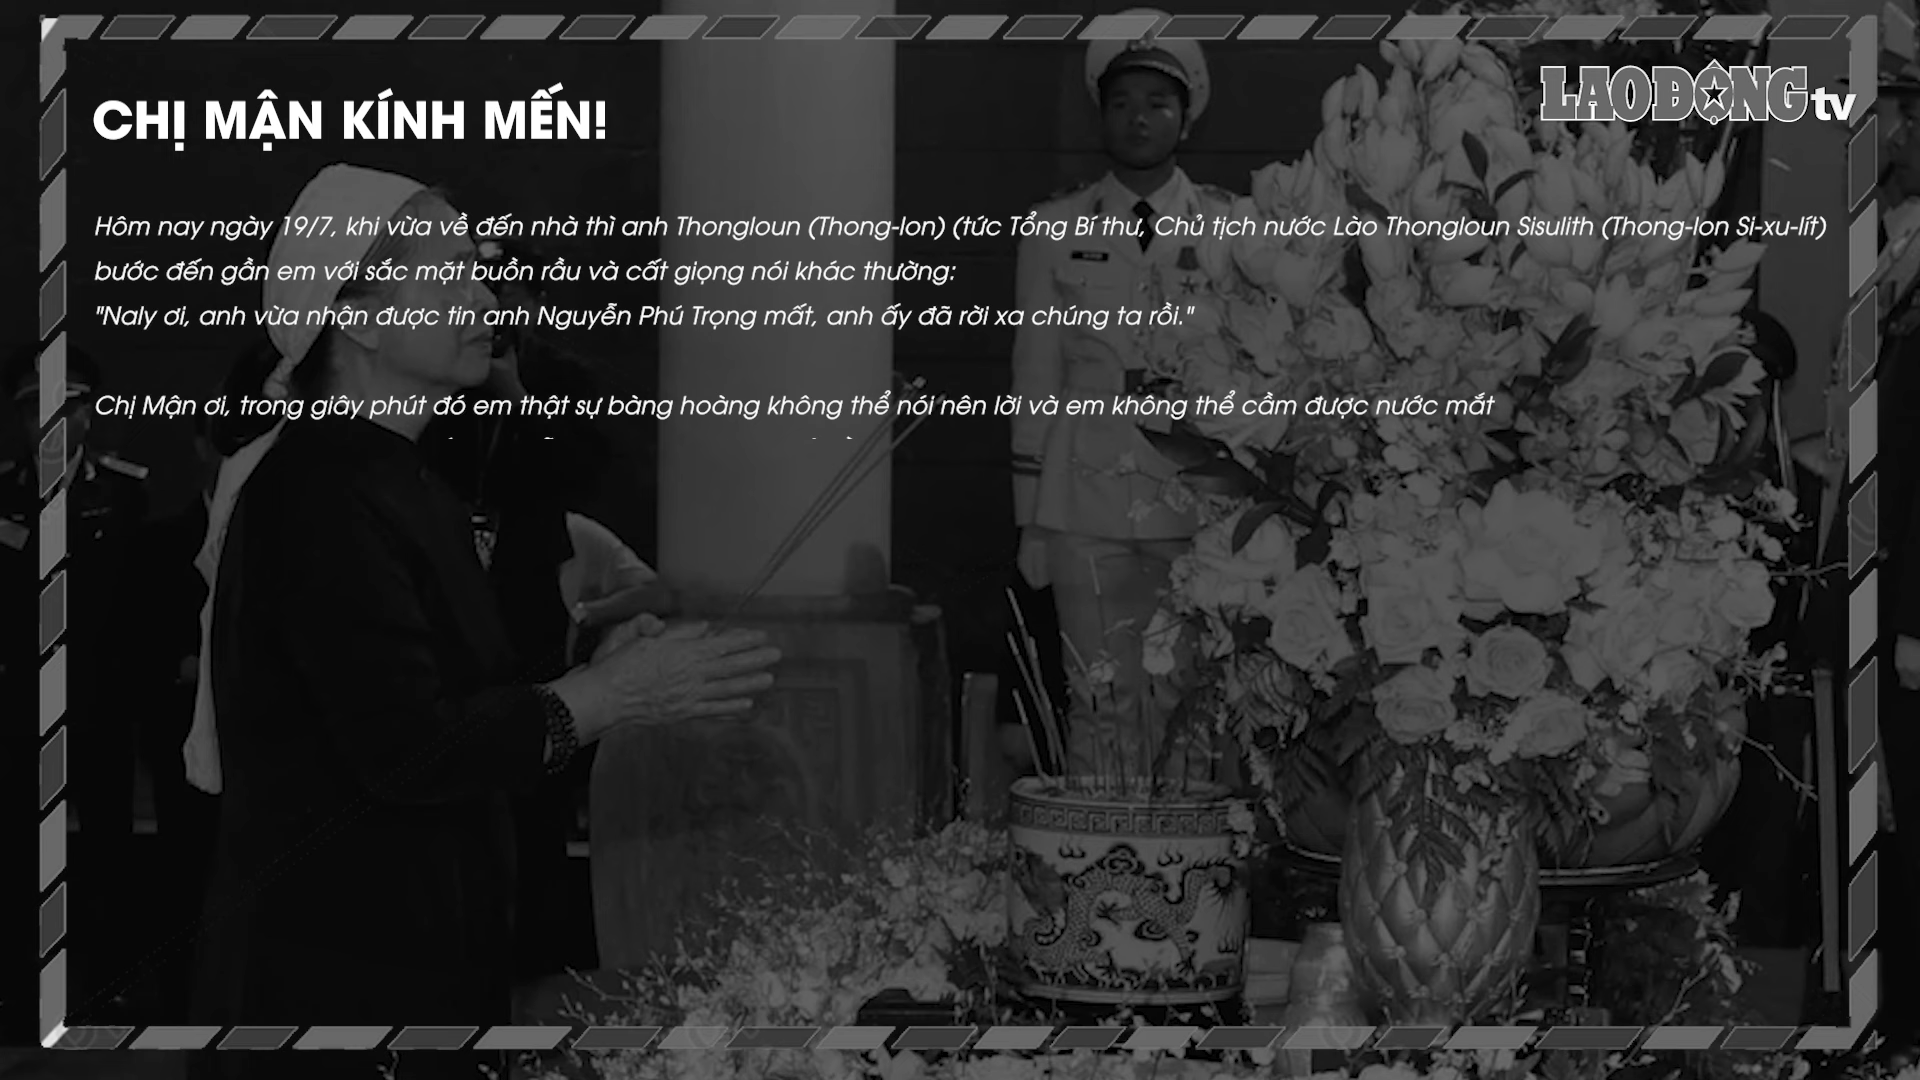 CHỊ MẬN KÍNH MẾN!
LAO ĐỘNG tv
Hôm nay ngày 19/7, khi vừa về đến nhà thì anh Thongloun (Thong-lon) (tức Tổng Bí thư, Chủ tịch nước Lào Thongloun Sisulith (Thong-lon Si-xu-lít)
bước đến gần em với sắc mặt buồn rầu và cất giọng nói khác thường:
"Naly ơi, anh vừa nhận được tin anh Nguyễn Phú Trọng mất, anh ấy đã rời xa chúng ta rồi."
Chị Mận ơi, trong giây phút đó em thật sự bàng hoàng không thể nói nên lời và em không thể cầm được nước mắt